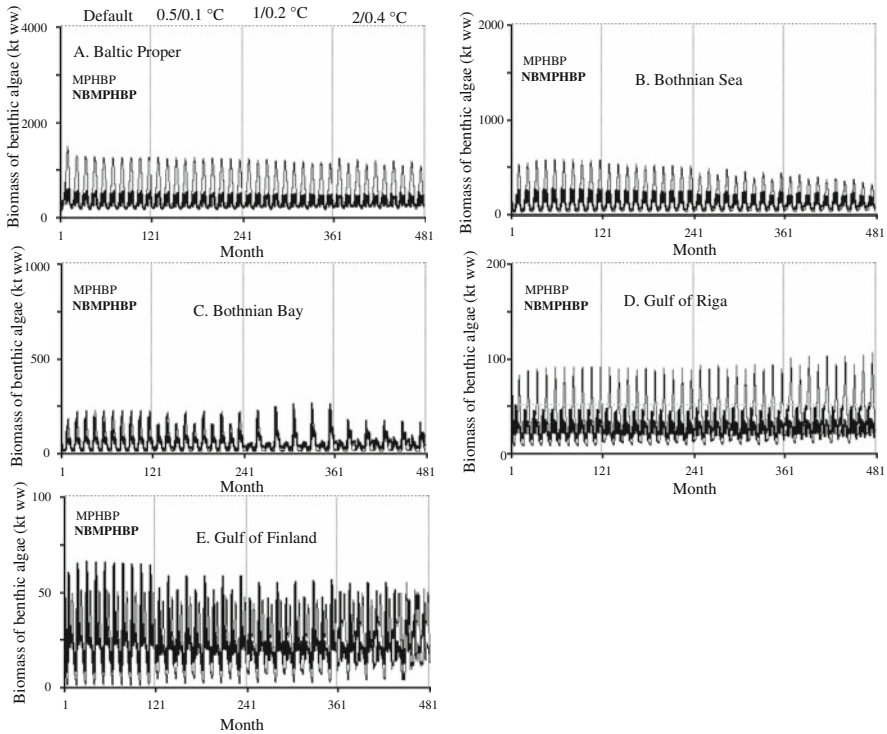 Default 0.5/0.1 °C 1/0.2 °C 2/0.4 °C
Biomass of benthic algae (kt ww)
4000
2000
0
A. Baltic Proper
MPHBP
NBMPHBP
1 121 241 361 481
Month
Biomass of benthic algae (kt ww)
2000
1000
0
MPHBP
NBMPHBP
B. Bothnian Sea
1 121 241 361 481
Month
Biomass of benthic algae (kt ww)
1000
500
0
MPHBP
NBMPHBP
C. Bothnian Bay
1 121 241 361 481
Month
Biomass of benthic algae (kt ww)
200
100
0
MPHBP
NBMPHBP
D. Gulf of Riga
1 121 241 361 481
Month
Biomass of benthic algae (kt ww)
100
50
0
MPHBP
NBMPHBP
E. Gulf of Finland
1 121 241 361 481
Month